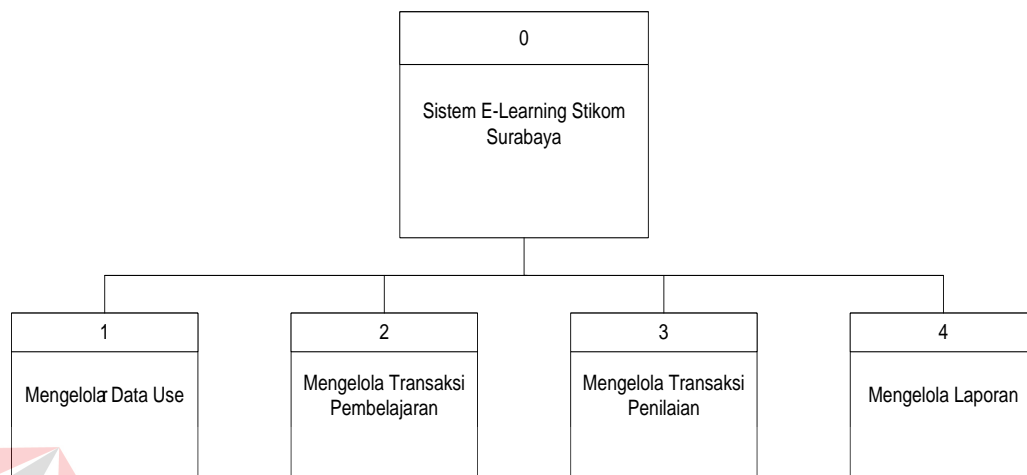 0
Sistem E-Learning Stikom
Surabaya
1
Mengelola Data User
2
Mengelola Transaksi
Pembelajaran
3
Mengelola Transaksi
Penilaian
4
Mengelola Laporan